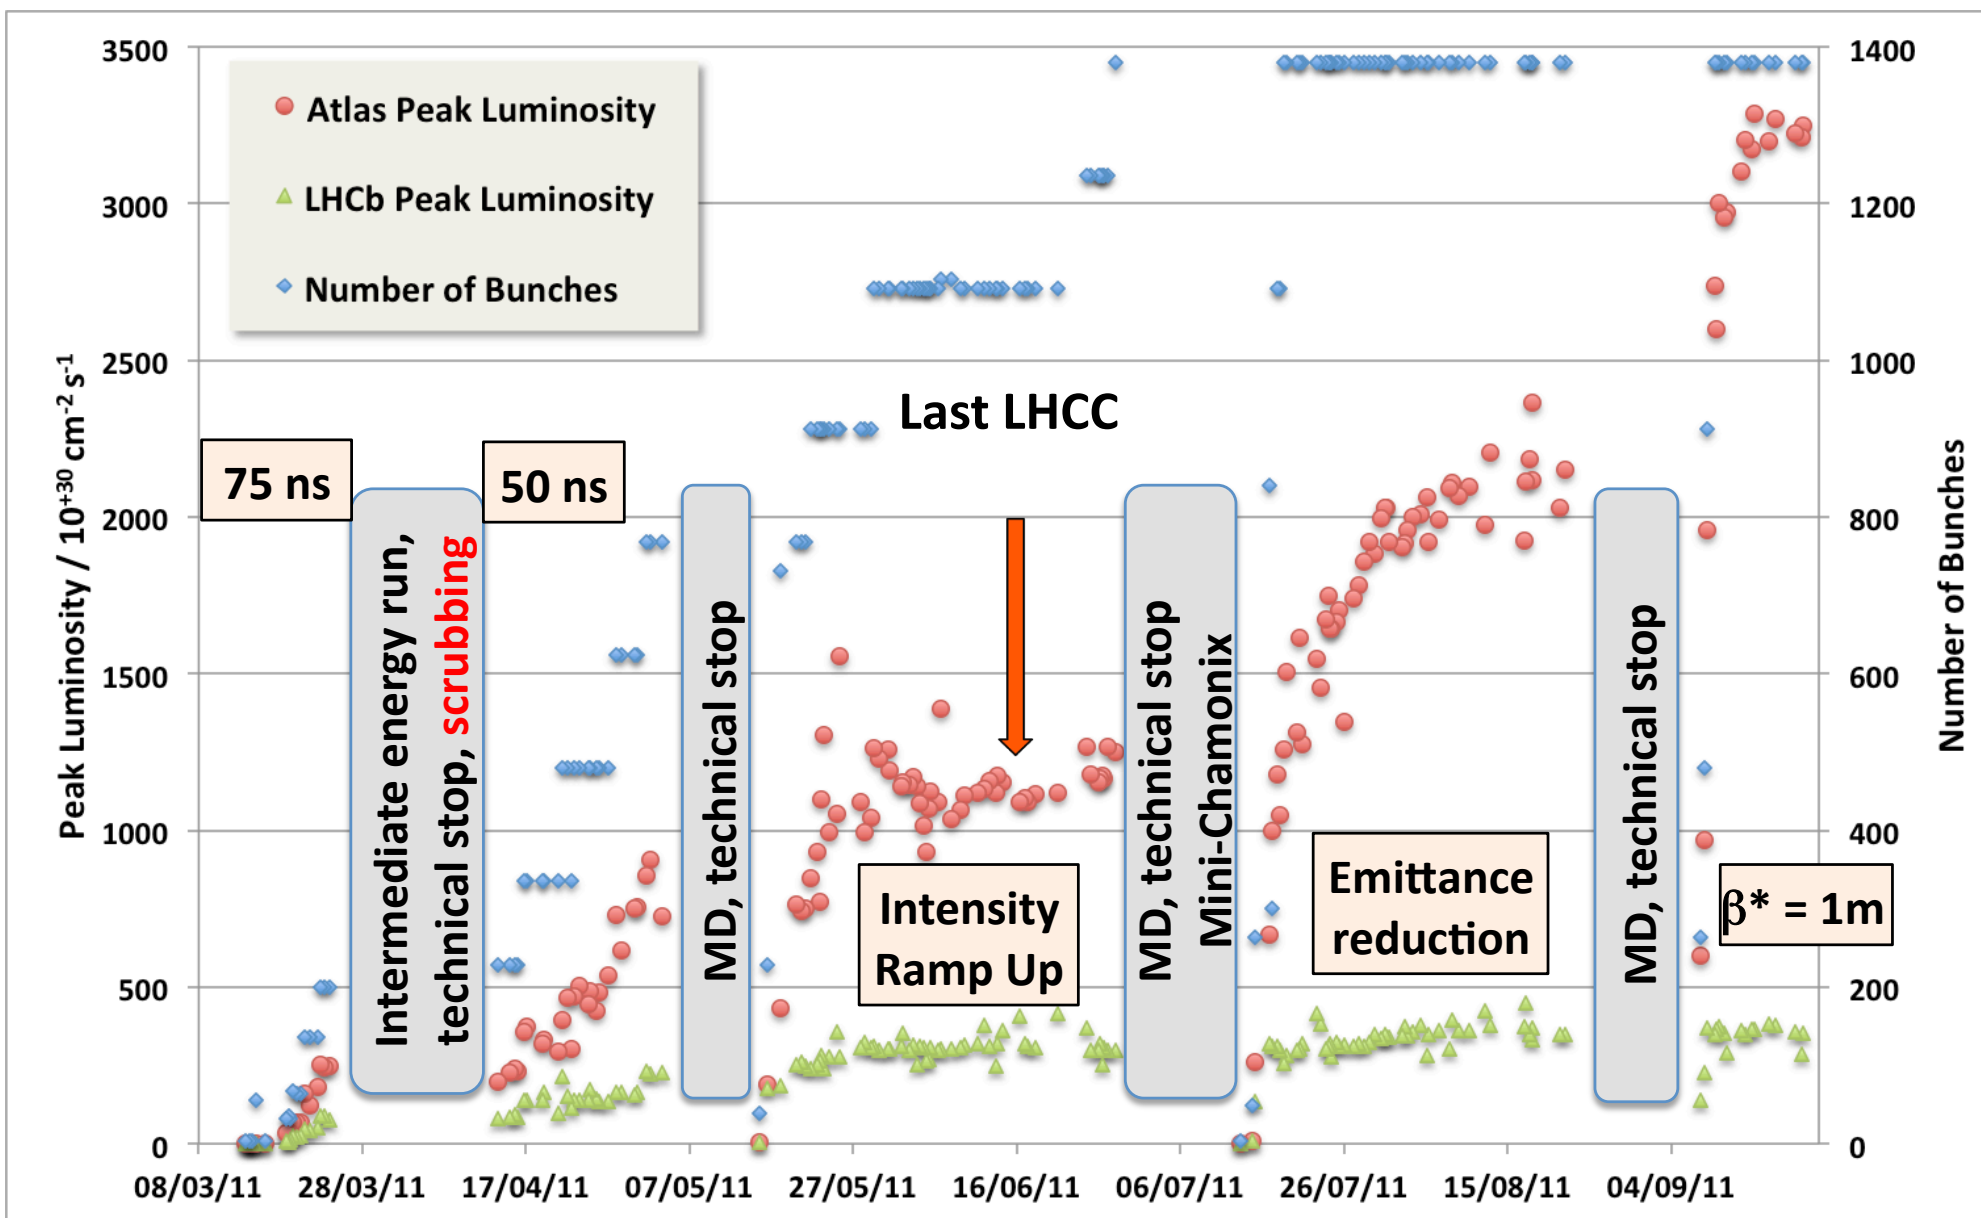 3500
3000
2500
2000
1500
1000
500
0
Peak Luminosity / 10⁺³⁰ cm⁻² s⁻¹
1400
1200
1000
800
600
400
200
0
Number of Bunches
Atlas Peak Luminosity
LHCb Peak Luminosity
Number of Bunches
75 ns
Intermediate energy run,
technical stop, scrubbing
50 ns
MD, technical stop
Last LHCC
Intensity
Ramp Up
MD, technical stop
Mini-Chamonix
Emittance
reduction
MD, technical stop
β* = 1m
08/03/11
28/03/11
17/04/11
07/05/11
27/05/11
16/06/11
06/07/11
26/07/11
15/08/11
04/09/11